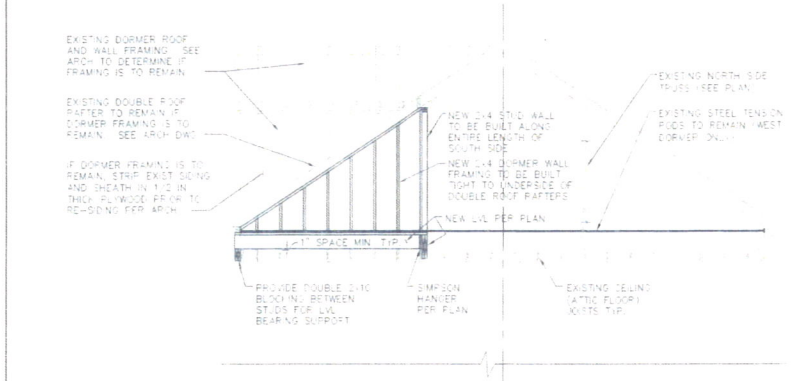 EXISTING DORMER ROOF
AND WALL FRAMING SEE
ARCH TO DETERMINE IF
FRAMING IS TO REMAIN
EXISTING DOUBLE ROOF
RAFTER TO REMAIN IF
DORMER FRAMING IS TO
REMAIN. SEE ARCH DWG
IF DORMER FRAMING IS TO
REMAIN, STRIP EXIST SIDING
AND SHEATH IN 1/2 IN
THICK PLYWOOD PRIOR TO
RE-SIDING PER ARCH
NEW 2x4 STUD WALL
TO BE BUILT ALONG
ENTIRE LENGTH OF
SOUTH SIDE
NEW 2x4 DORMER WALL
FRAMING TO BE BUILT
TIGHT TO UNDERSIDE OF
DOUBLE ROOF RAFTERS
NEW LVL PER PLAN
1" SPACE MIN. TYP.
PROVIDE DOUBLE 2x10
BLOCKING BETWEEN
STUDS FOR LVL
BEARING SUPPORT
SIMPSON
HANGER
PER PLAN
EXISTING NORTH SIDE
TRUSS (SEE PLAN)
EXISTING STEEL TENSION
RODS TO REMAIN (WEST
DORMER ONLY)
EXISTING CEILING
(ATTIC FLOOR)
JOISTS TYP.